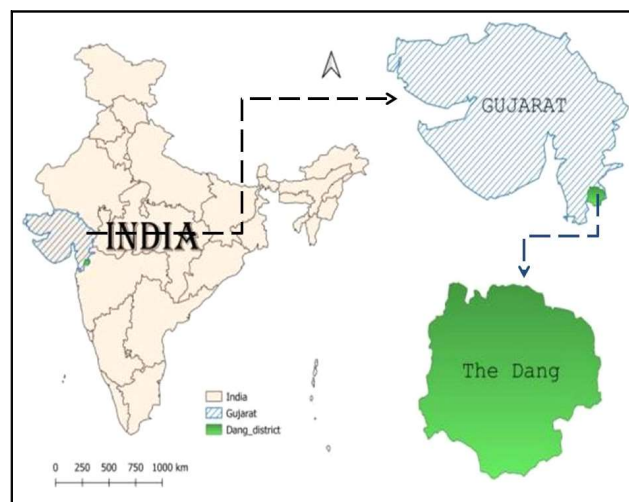 GUJARAT
INDIA
The Dang
India
Gujarat
Dang_district
0 250 500 750 1000 km